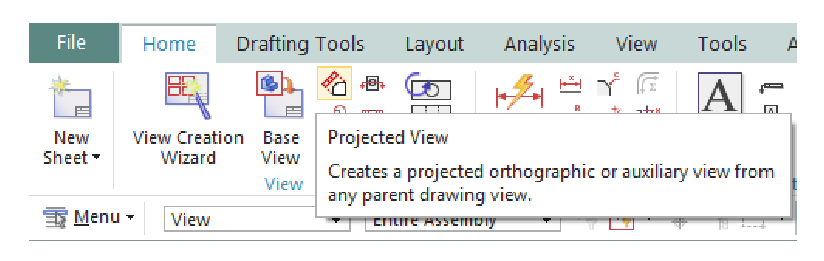 File Home Drafting Tools Layout Analysis View Tools
New Sheet
View Creation Wizard
Base View
View
A
Projected View
Creates a projected orthographic or auxiliary view from
any parent drawing view.
Menu View Entire Assembly